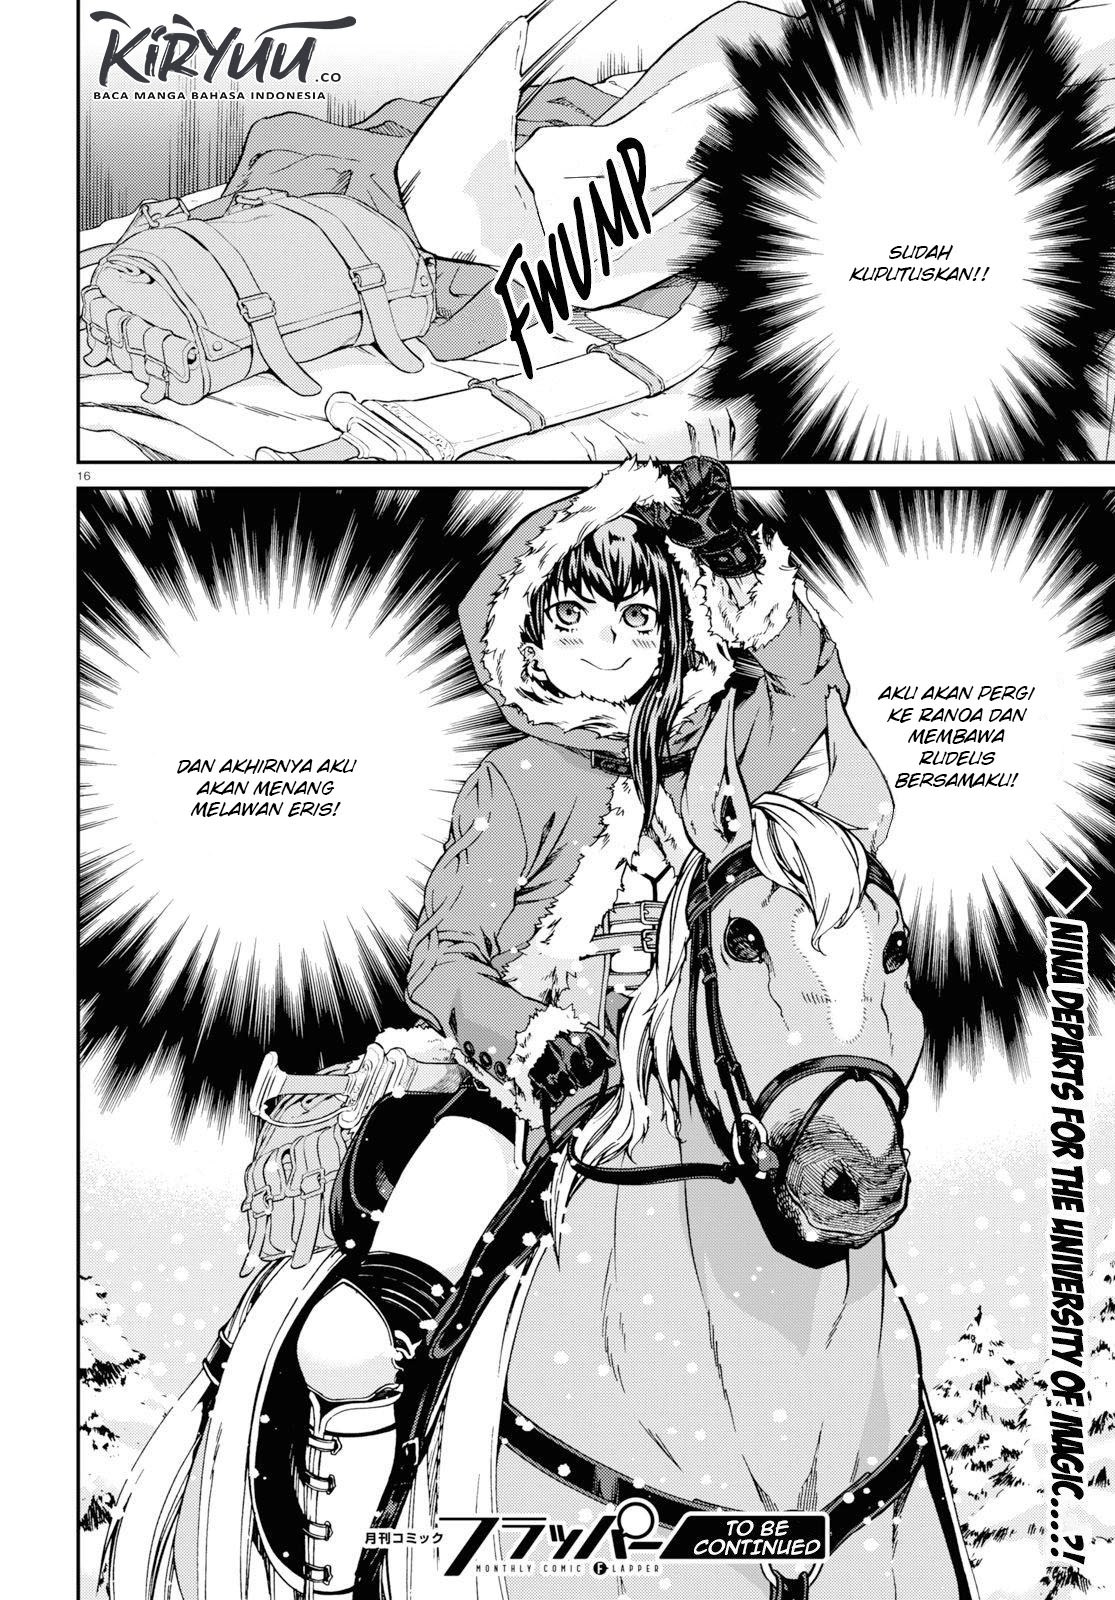 KIRYUU.CO
BACA MANGA BAHASA INDONESIA
SUDAH
KUPUTUSKAN!!
FWUMP
16
AKU AKAN PERGI
KE RANOA DAN
MEMBAWA
RUDEUS
BERSAMAKU!
DAN AKHIRNYA AKU
AKAN MENANG
MELAWAN ERIS!
◆NINA DEPARTS FOR THE UNIVERSITY OF MAGIC.....?!
月刊コミック
フラッパー
MONTHLY COMIC FLAPPER
TO BE
CONTINUED